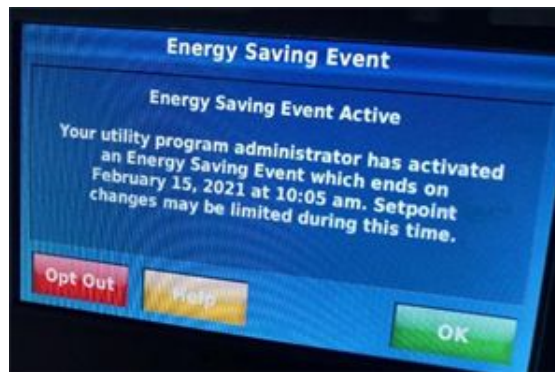 Energy Saving Event
Energy Saving Event Active
Your utility program administrator has activated
an Energy Saving Event which ends on
February 15, 2021 at 10:05 am. Setpoint
changes may be limited during this time.
Opt Out
Help
OK